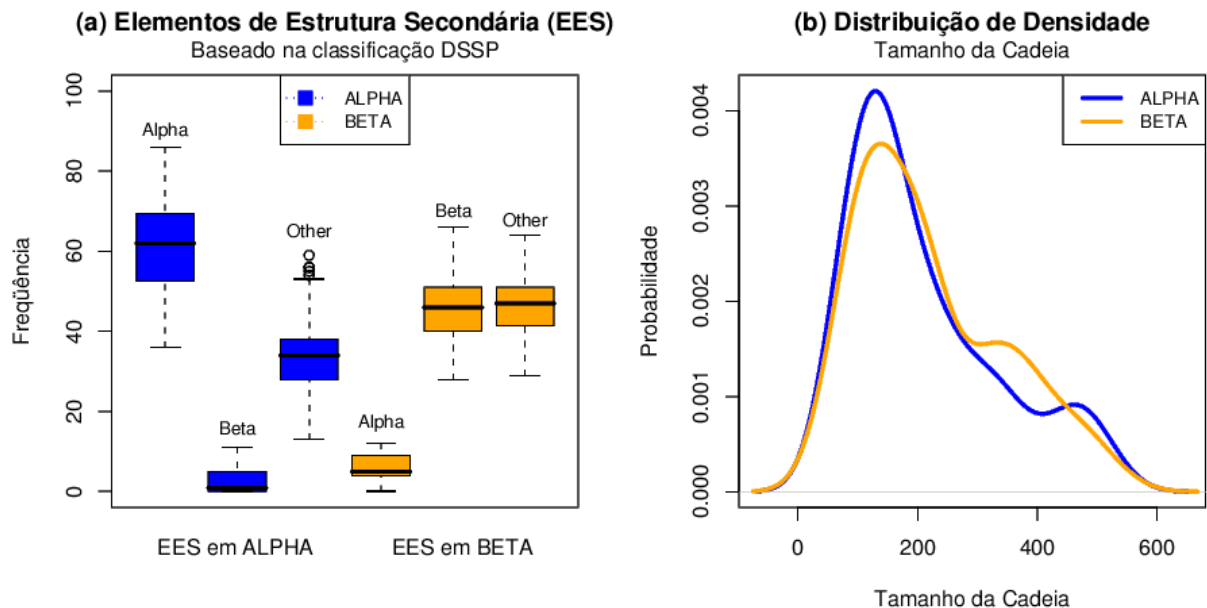 (a) Elementos de Estrutura Secondária (EES)
Baseado na classificação DSSP
ALPHA
BETA
Freqüência
100
80
60
40
20
0
Alpha
Beta
Other
Alpha
Beta
Other
EES em ALPHA
EES em BETA
(b) Distribuição de Densidade
Tamanho da Cadeia
ALPHA
BETA
Probabilidade
0.004
0.003
0.002
0.001
0.000
0 200 400 600
Tamanho da Cadeia